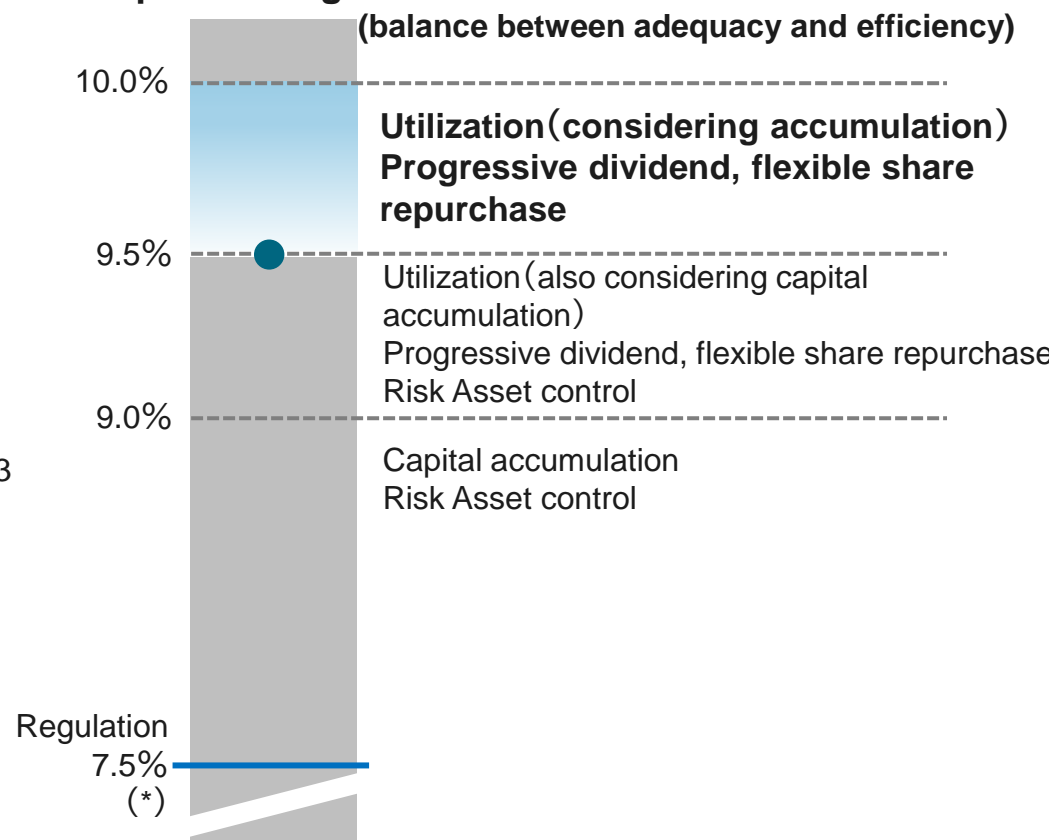 (balance between adequacy and efficiency)
10.0%
Utilization（considering accumulation）
Progressive dividend, flexible share
repurchase
9.5%
Utilization（also considering capital
accumulation）
Progressive dividend, flexible share repurchase
Risk Asset control
9.0%
Capital accumulation
Risk Asset control
3
Regulation
7.5%
(*)